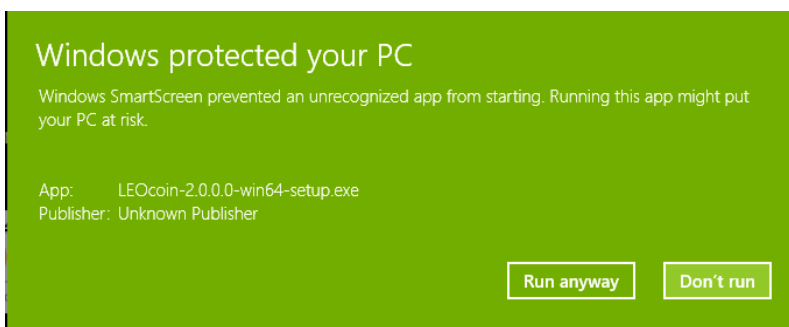 Windows protected your PC
Windows SmartScreen prevented an unrecognized app from starting. Running this app might put
your PC at risk.
App: LEOcoin-2.0.0.0-win64-setup.exe
Publisher: Unknown Publisher
Run anyway Don't run